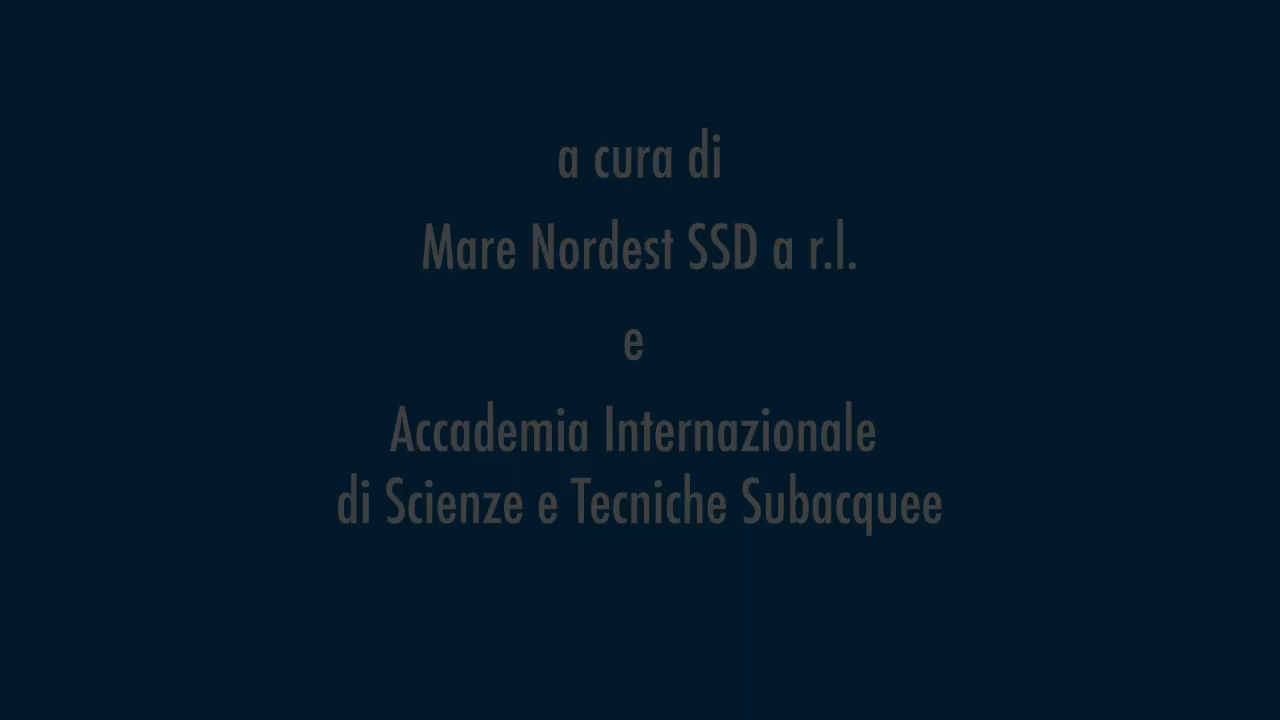 a cura di
Mare Nordest SSD a r.l.
e
Accademia Internazionale
di Scienze e Tecniche Subacquee